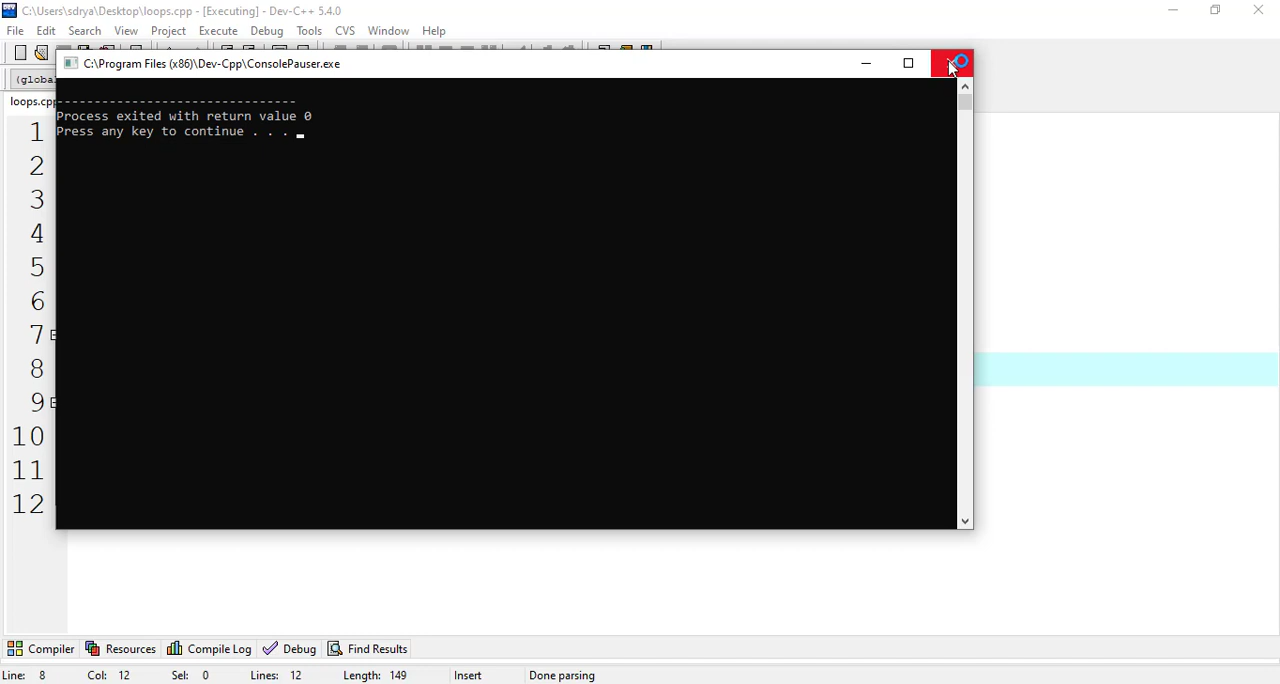 C:\Users\sdrya\Desktop\loops.cpp - [Executing] - Dev-C++ 5.4.0
File Edit Search View Project Execute Debug Tools CVS Window Help
C:\Program Files (x86)\Dev-Cpp\ConsolePauser.exe
(globa
loops.cpp
--------------------------------
Process exited with return value 0
Press any key to continue . . . _
1
2
3
4
5
6
7
8
9
10
11
12
Compiler Resources Compile Log Debug Find Results
Line: 8 Col: 12 Sel: 0 Lines: 12 Length: 149 Insert Done parsing